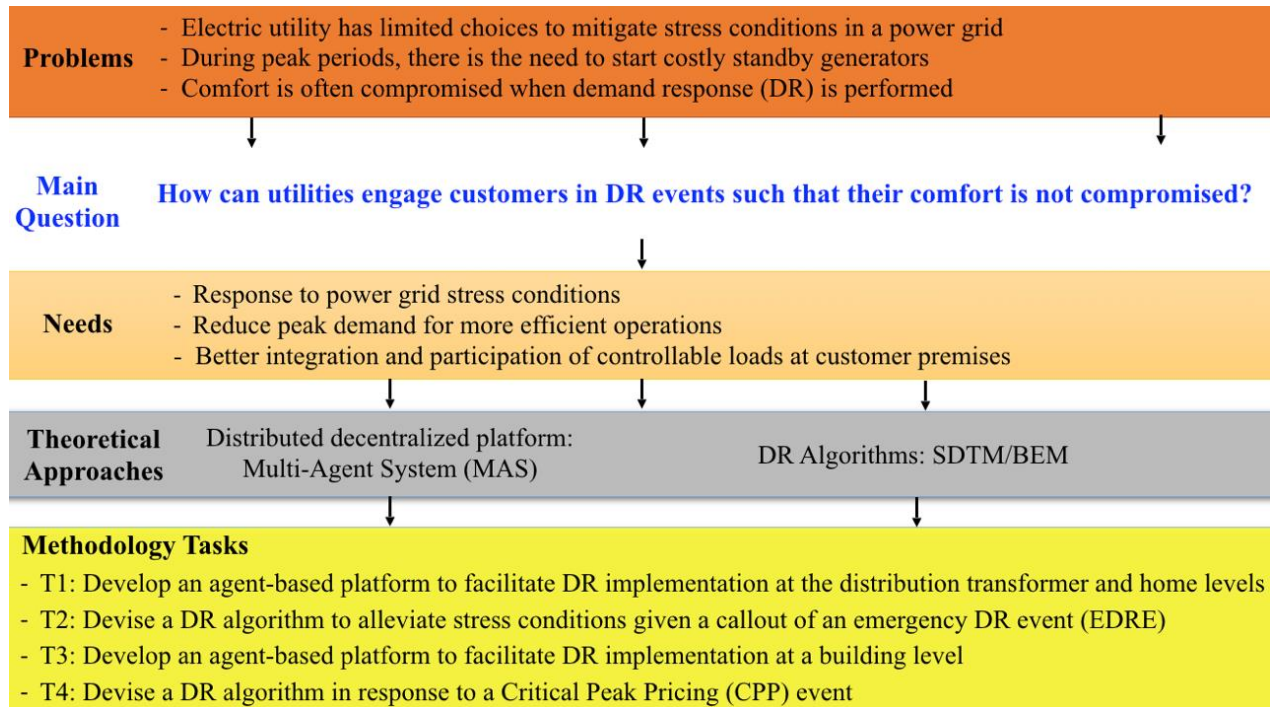 Problems
- Electric utility has limited choices to mitigate stress conditions in a power grid
- During peak periods, there is the need to start costly standby generators
- Comfort is often compromised when demand response (DR) is performed
Main
Question
How can utilities engage customers in DR events such that their comfort is not compromised?
Needs
- Response to power grid stress conditions
- Reduce peak demand for more efficient operations
- Better integration and participation of controllable loads at customer premises
Theoretical
Approaches
Distributed decentralized platform:
Multi-Agent System (MAS)
DR Algorithms: SDTM/BEM
Methodology Tasks
- T1: Develop an agent-based platform to facilitate DR implementation at the distribution transformer and home levels
- T2: Devise a DR algorithm to alleviate stress conditions given a callout of an emergency DR event (EDRE)
- T3: Develop an agent-based platform to facilitate DR implementation at a building level
- T4: Devise a DR algorithm in response to a Critical Peak Pricing (CPP) event